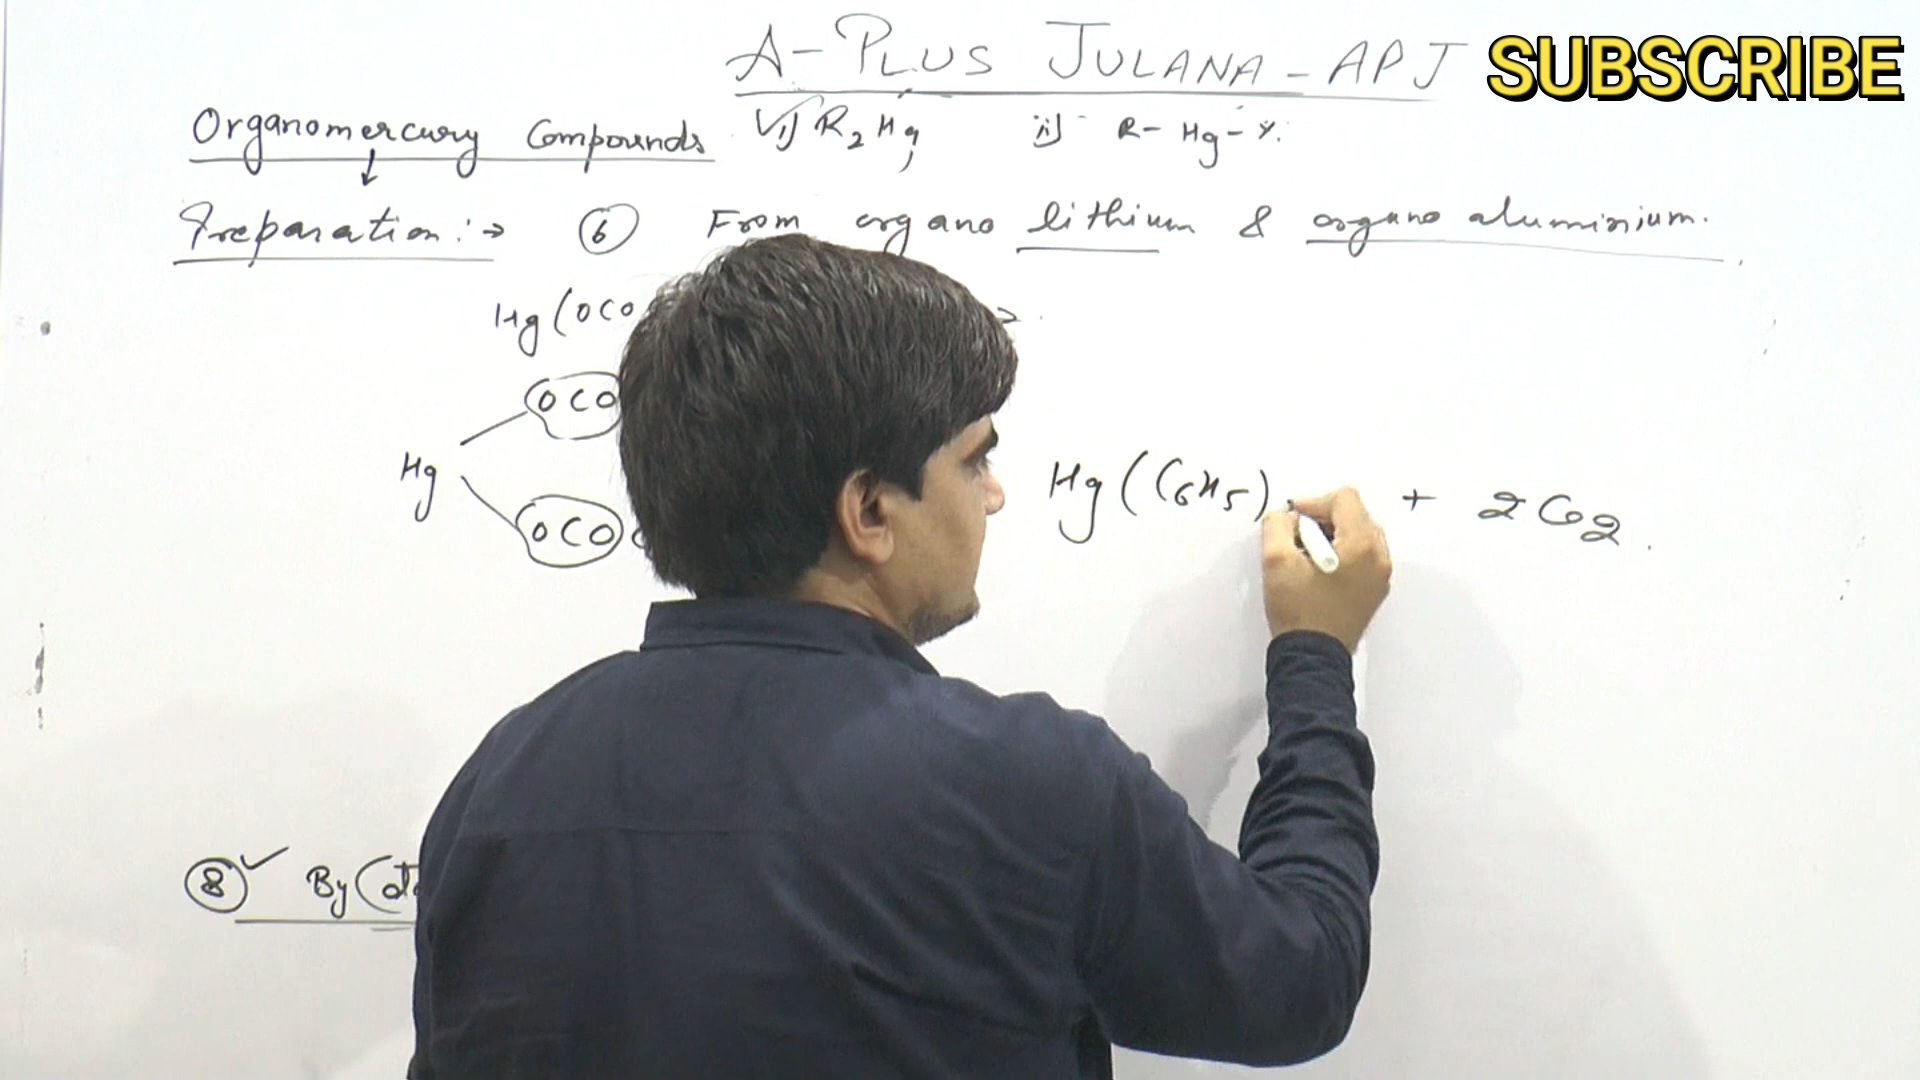 A-PLUS JULANA-APJ
SUBSCRIBE
Organomercury Compounds i) R2Hg ii) R-Hg-X.
Preparation:→ 6 From organo lithium & organo aluminium.
Hg(OCO →
OCO
Hg Hg(C6H5) + 2CO2
OCO
8 ✓ By (